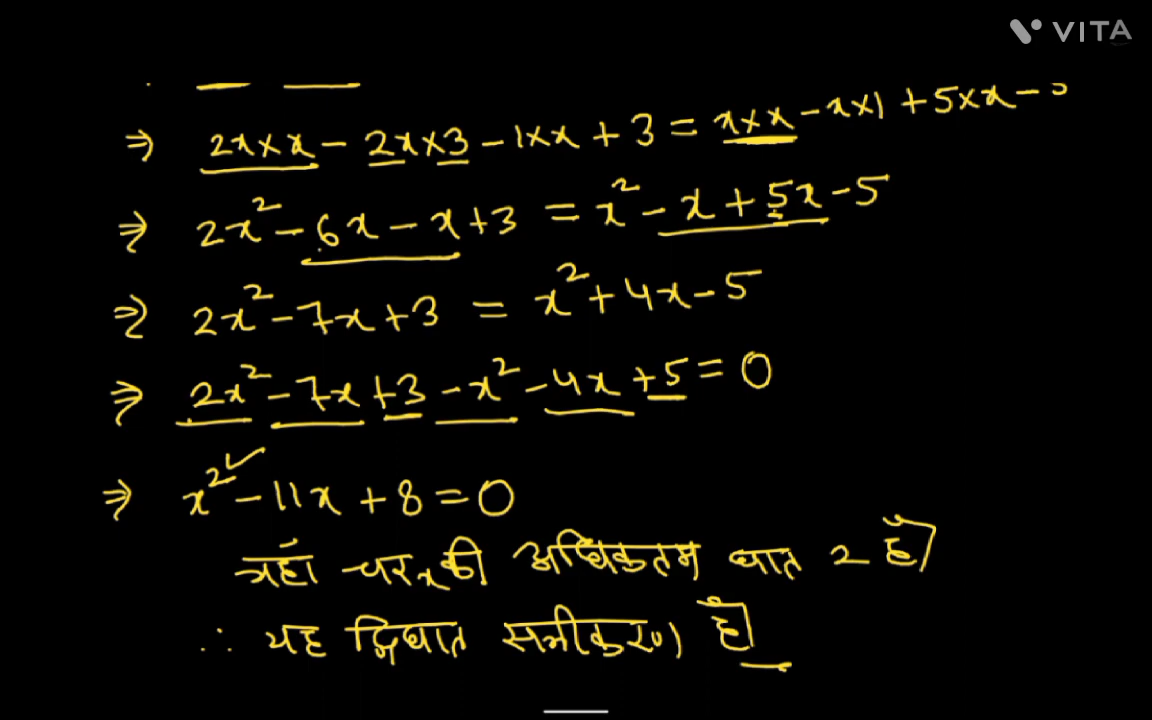 VITA
⇒ 2x×x - 2x×3 - 1×x + 3 = x×x - x×1 + 5×x -
⇒ 2x² - 6x - x + 3 = x² - x + 5x - 5
⇒ 2x² - 7x + 3 = x² + 4x - 5
⇒ 2x² - 7x + 3 - x² - 4x + 5 = 0
⇒ x² - 11x + 8 = 0
यहाँ चर x की अधिकतम घात 2 है।
∴ यह द्विघात समीकरण है।